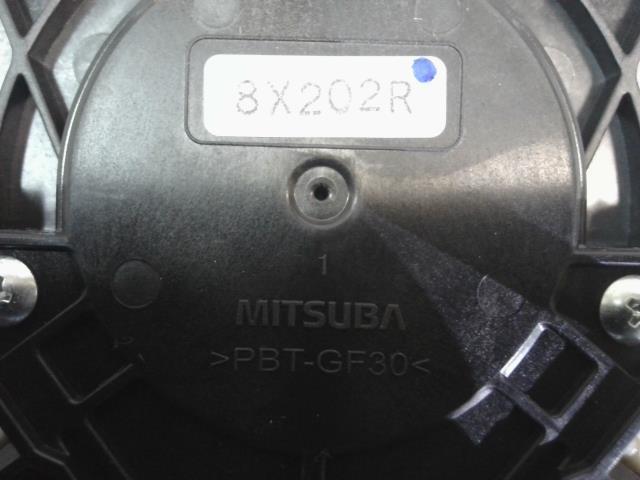 8X202R
1
MITSUBA
>PBT-GF30<